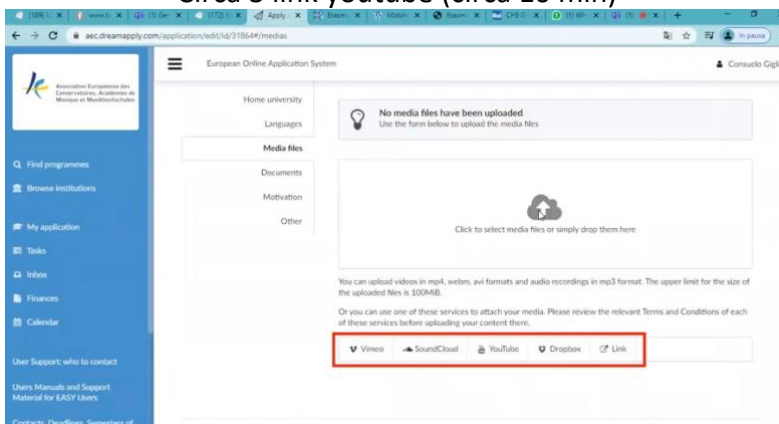 Circa 3 link youtube (circa 10 min)
Apply
aec.dreamapply.com/application/edit/id/31864#/medias
In pausa
Association Européenne des
Conservatoires, Académies de
Musique et Musikhochschulen
European Online Application System
Consuelo Gigli
Home university
Languages
Media files
Documents
Motivation
Other
No media files have been uploaded
Use the form below to upload the media files
Click to select media files or simply drop them here
You can upload videos in mp4, webm, avi formats and audio recordings in mp3 format. The upper limit for the size of
the uploaded files is 100MiB.
Or you can use one of these services to attach your media. Please review the relevant Terms and Conditions of each
of these services before uploading your content there.
Vimeo SoundCloud YouTube Dropbox Link
Find programmes
Browse institutions
My application
Tasks
Inbox
Finances
Calendar
User Support: who to contact
Users Manuals and Support
Material for EASY Users
Contacts, Deadlines, Semesters of